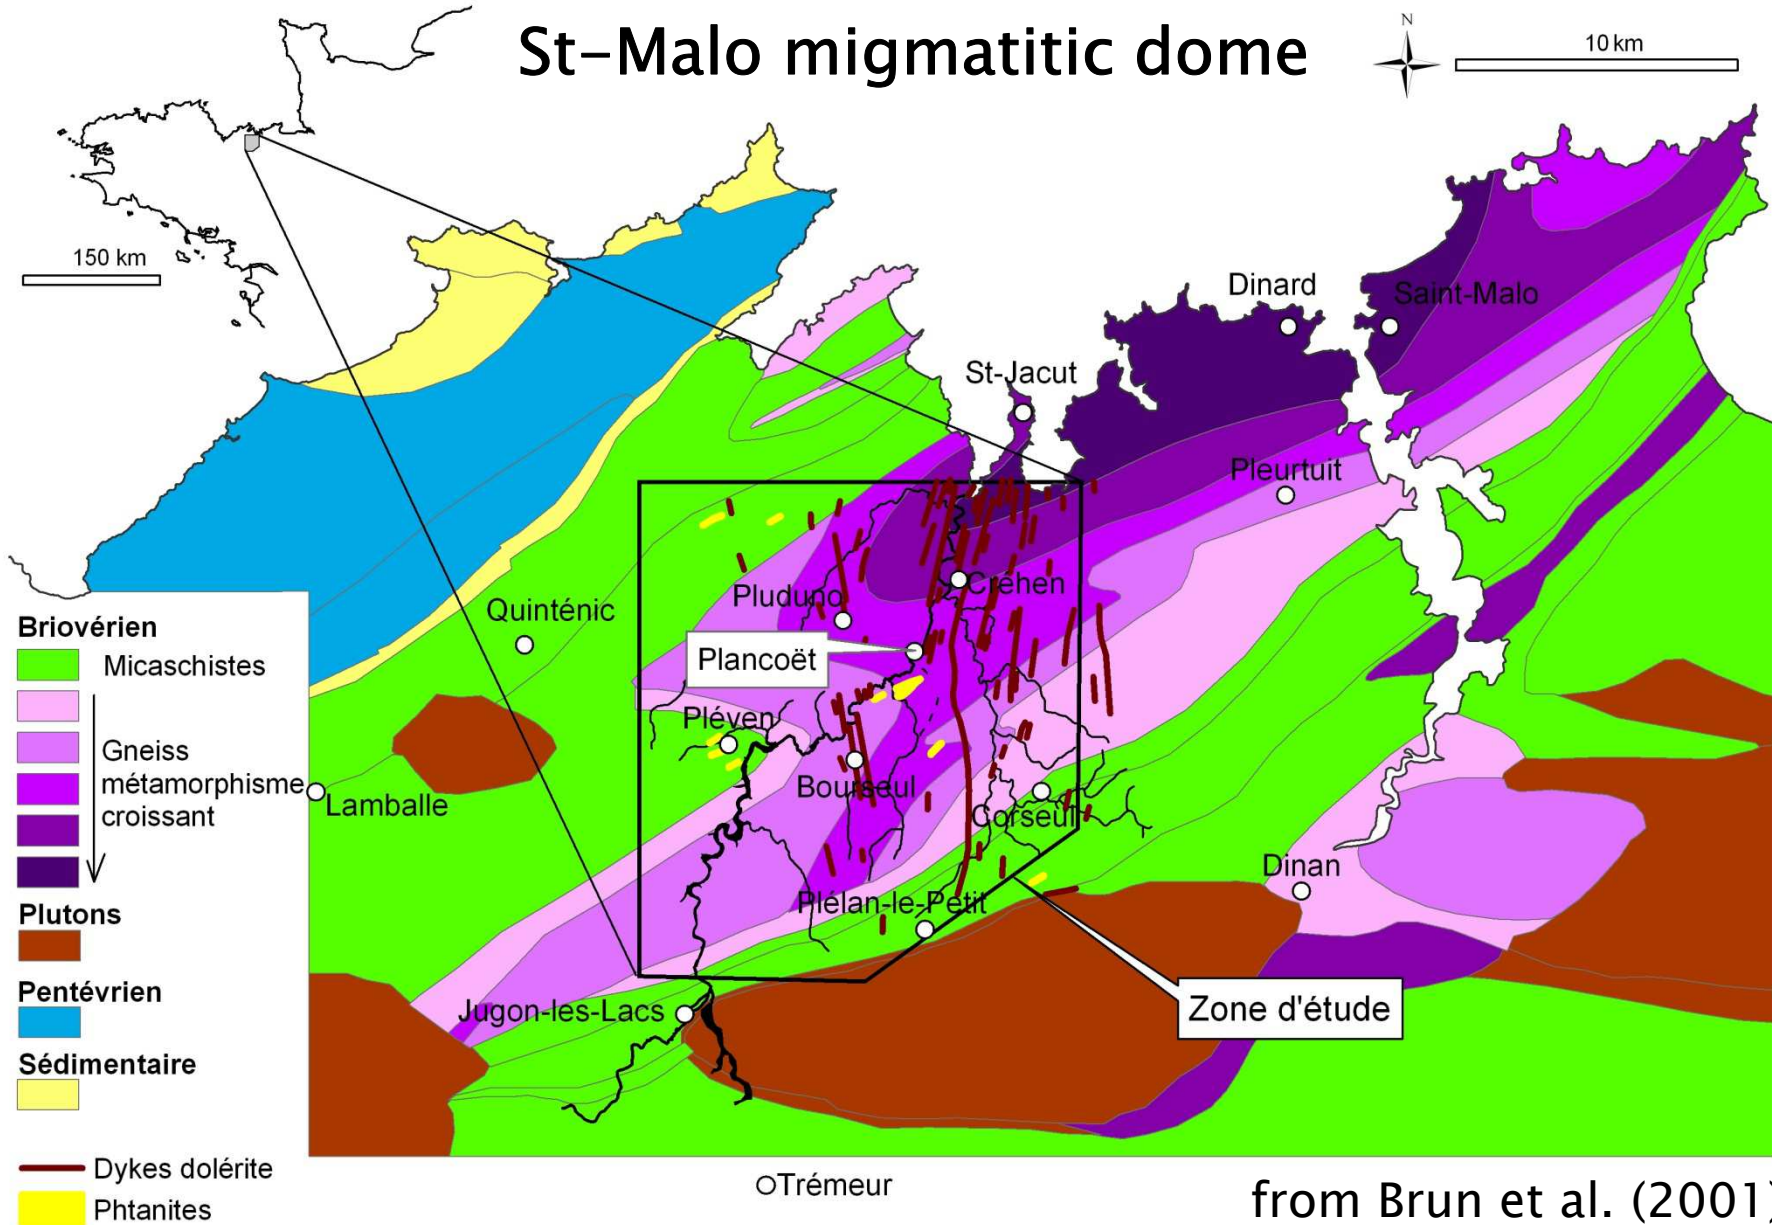 St-Malo migmatitic dome
N
10 km
150 km
Dinard
Saint-Malo
St-Jacut
Pleurtuit
Créhen
Pluduno
Quinténic
Plancoët
Pléven
Bourseul
Corseul
Lamballe
Dinan
Plélan-le-Petit
Jugon-les-Lacs
Zone d'étude
Trémeur
Briovérien
Micaschistes
Gneiss
métamorphisme
croissant
Plutons
Pentévrien
Sédimentaire
Dykes dolérite
Phtanites
from Brun et al. (2001)